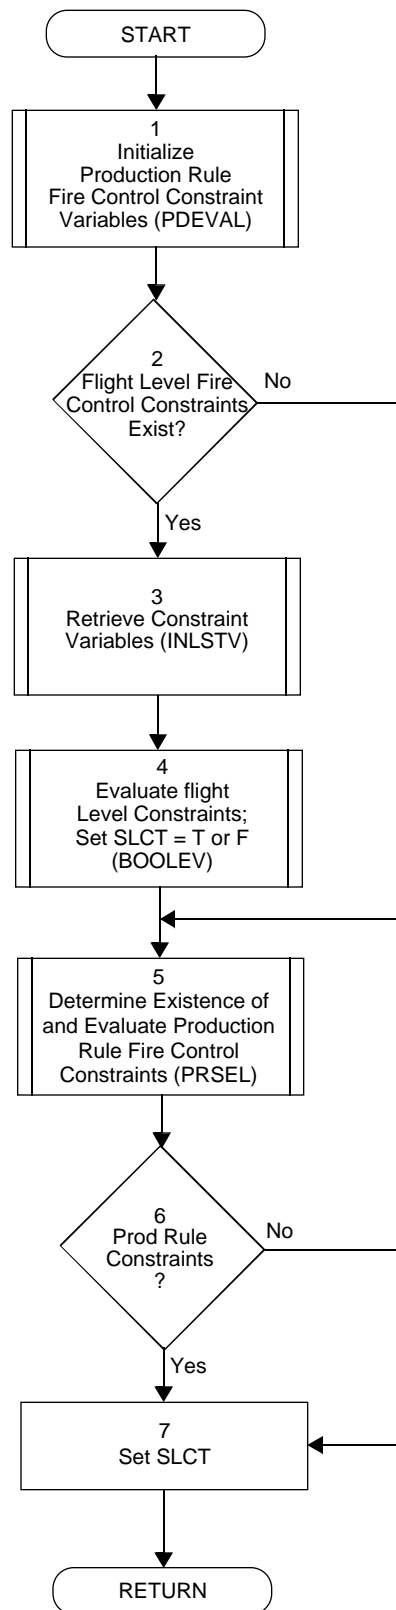 START
1
Initialize
Production Rule
Fire Control Constraint
Variables (PDEVAL)
2
Flight Level Fire
Control Constraints
Exist?
No
Yes
3
Retrieve Constraint
Variables (INLSTV)
4
Evaluate flight
Level Constraints;
Set SLCT = T or F
(BOOLEV)
5
Determine Existence of
and Evaluate Production
Rule Fire Control
Constraints (PRSEL)
6
Prod Rule
Constraints
?
No
Yes
7
Set SLCT
RETURN